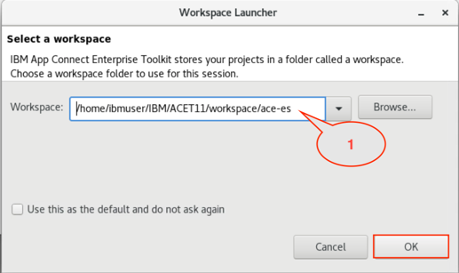 Workspace Launcher
Select a workspace
IBM App Connect Enterprise Toolkit stores your projects in a folder called a workspace.
Choose a workspace folder to use for this session.
Workspace: /home/ibmuser/IBM/ACET11/workspace/ace-es Browse...
1
Use this as the default and do not ask again
Cancel OK